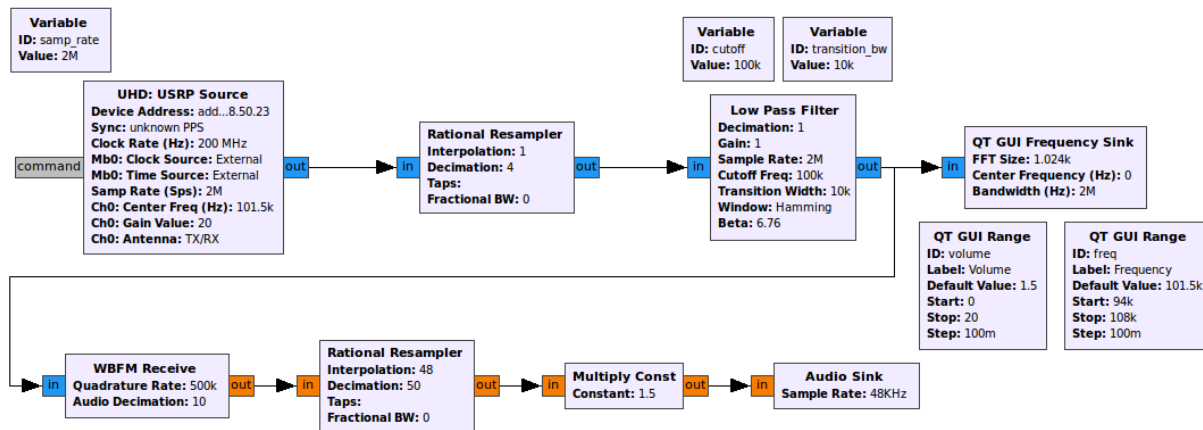 Variable
ID: samp_rate
Value: 2M
Variable
ID: cutoff
Value: 100k
Variable
ID: transition_bw
Value: 10k
command
UHD: USRP Source
Device Address: add...8.50.23
Sync: unknown PPS
Clock Rate (Hz): 200 MHz
Mb0: Clock Source: External
Mb0: Time Source: External
Samp Rate (Sps): 2M
Ch0: Center Freq (Hz): 101.5k
Ch0: Gain Value: 20
Ch0: Antenna: TX/RX
out
in
Rational Resampler
Interpolation: 1
Decimation: 4
Taps:
Fractional BW: 0
out
in
Low Pass Filter
Decimation: 1
Gain: 1
Sample Rate: 2M
Cutoff Freq: 100k
Transition Width: 10k
Window: Hamming
Beta: 6.76
out
in
QT GUI Frequency Sink
FFT Size: 1.024k
Center Frequency (Hz): 0
Bandwidth (Hz): 2M
QT GUI Range
ID: volume
Label: Volume
Default Value: 1.5
Start: 0
Stop: 20
Step: 100m
QT GUI Range
ID: freq
Label: Frequency
Default Value: 101.5k
Start: 94k
Stop: 108k
Step: 100m
in
WBFM Receive
Quadrature Rate: 500k
Audio Decimation: 10
out
in
Rational Resampler
Interpolation: 48
Decimation: 50
Taps:
Fractional BW: 0
out
in
Multiply Const
Constant: 1.5
out
in
Audio Sink
Sample Rate: 48KHz